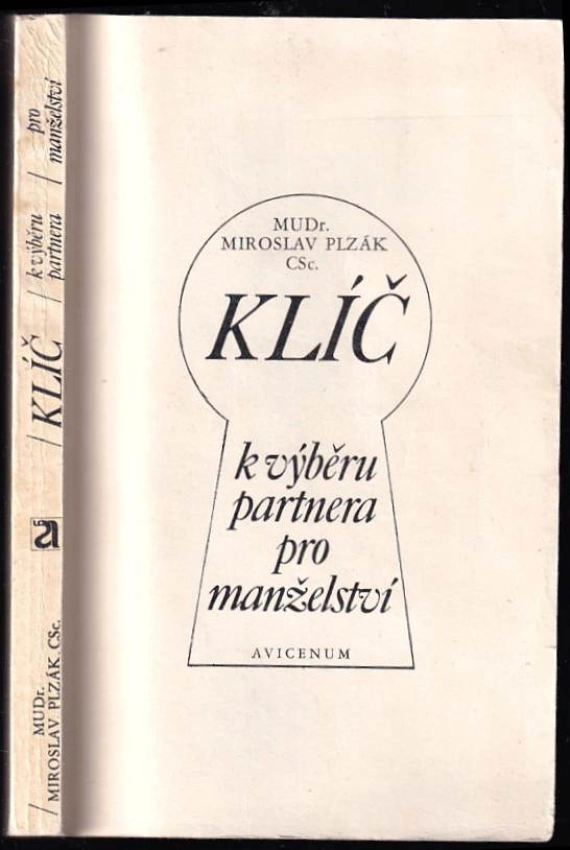 MUDr.
MIROSLAV PLZÁK
CSc.
KLÍČ
k výběru
partnera
pro
manželství
AVICENUM
MUDr.
MIROSLAV PLZÁK, CSc.
/ KLÍČ / k výběru
partnera / pro
manželství